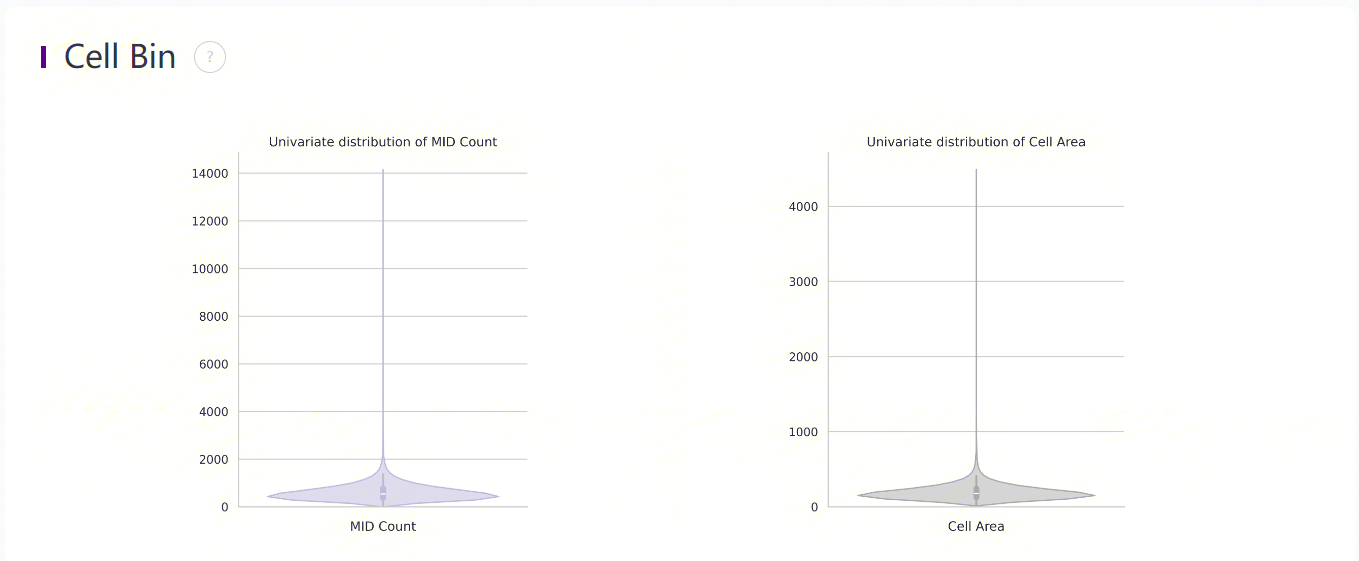 Cell Bin ?
Univariate distribution of MID Count
14000
12000
10000
8000
6000
4000
2000
0
MID Count
Univariate distribution of Cell Area
4000
3000
2000
1000
0
Cell Area